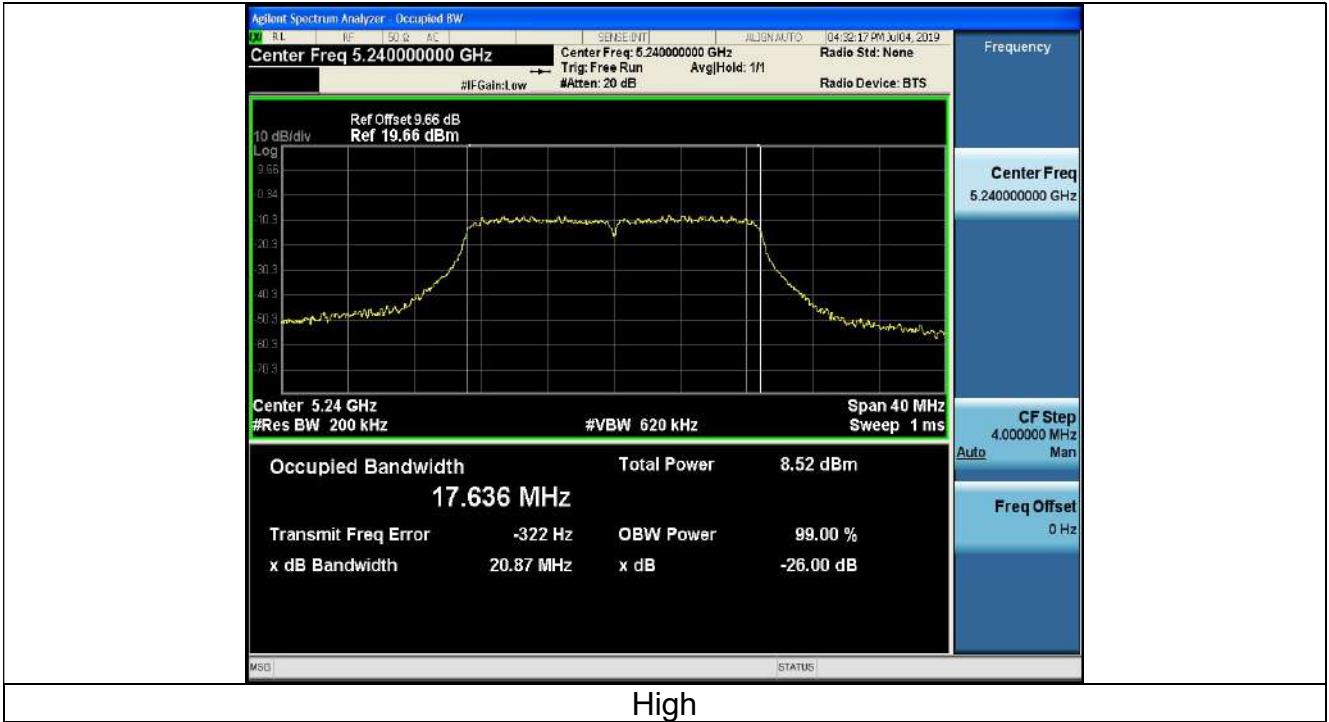 Agilent Spectrum Analyzer - Occupied BW
RL RF 50 Ω AC SENSE:INT ALIGN AUTO 04:32:17 PM Jul 04, 2019
Center Freq 5.240000000 GHz
Center Freq: 5.240000000 GHz
Radio Std: None
Trig: Free Run Avg|Hold: 1/1
#IFGain:Low
#Atten: 20 dB
Radio Device: BTS
Ref Offset 9.66 dB
10 dB/div Ref 19.66 dBm
Log
9.66
-0.34
-10.3
-20.3
-30.3
-40.3
-50.3
-60.3
-70.3
Center 5.24 GHz Span 40 MHz
#Res BW 200 kHz #VBW 620 kHz Sweep 1 ms
Occupied Bandwidth Total Power 8.52 dBm
17.636 MHz
Transmit Freq Error -322 Hz OBW Power 99.00 %
x dB Bandwidth 20.87 MHz x dB -26.00 dB
MSG STATUS
Frequency
Center Freq
5.240000000 GHz
CF Step
4.000000 MHz
Auto Man
Freq Offset
0 Hz
High